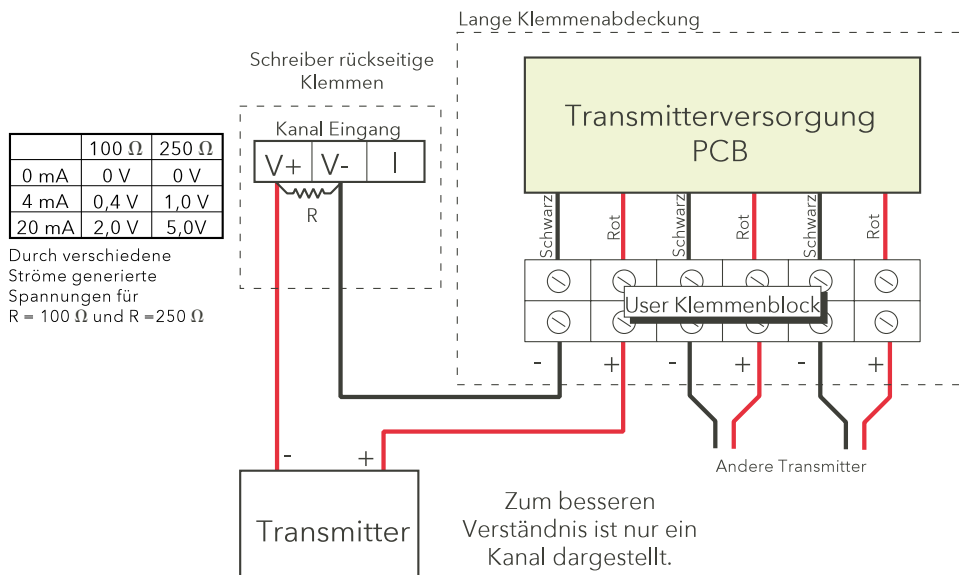 Lange Klemmenabdeckung
Schreiber rückseitige
Klemmen
Kanal Eingang
V+ V- I
R
100 Ω 250 Ω
0 mA 0 V 0 V
4 mA 0,4 V 1,0 V
20 mA 2,0 V 5,0V
Durch verschiedene
Ströme generierte
Spannungen für
R = 100 Ω und R =250 Ω
Transmitterversorgung
PCB
Schwarz Rot Schwarz Rot Schwarz Rot
User Klemmenblock
- + - + - +
Andere Transmitter
- +
Transmitter
Zum besseren
Verständnis ist nur ein
Kanal dargestellt.